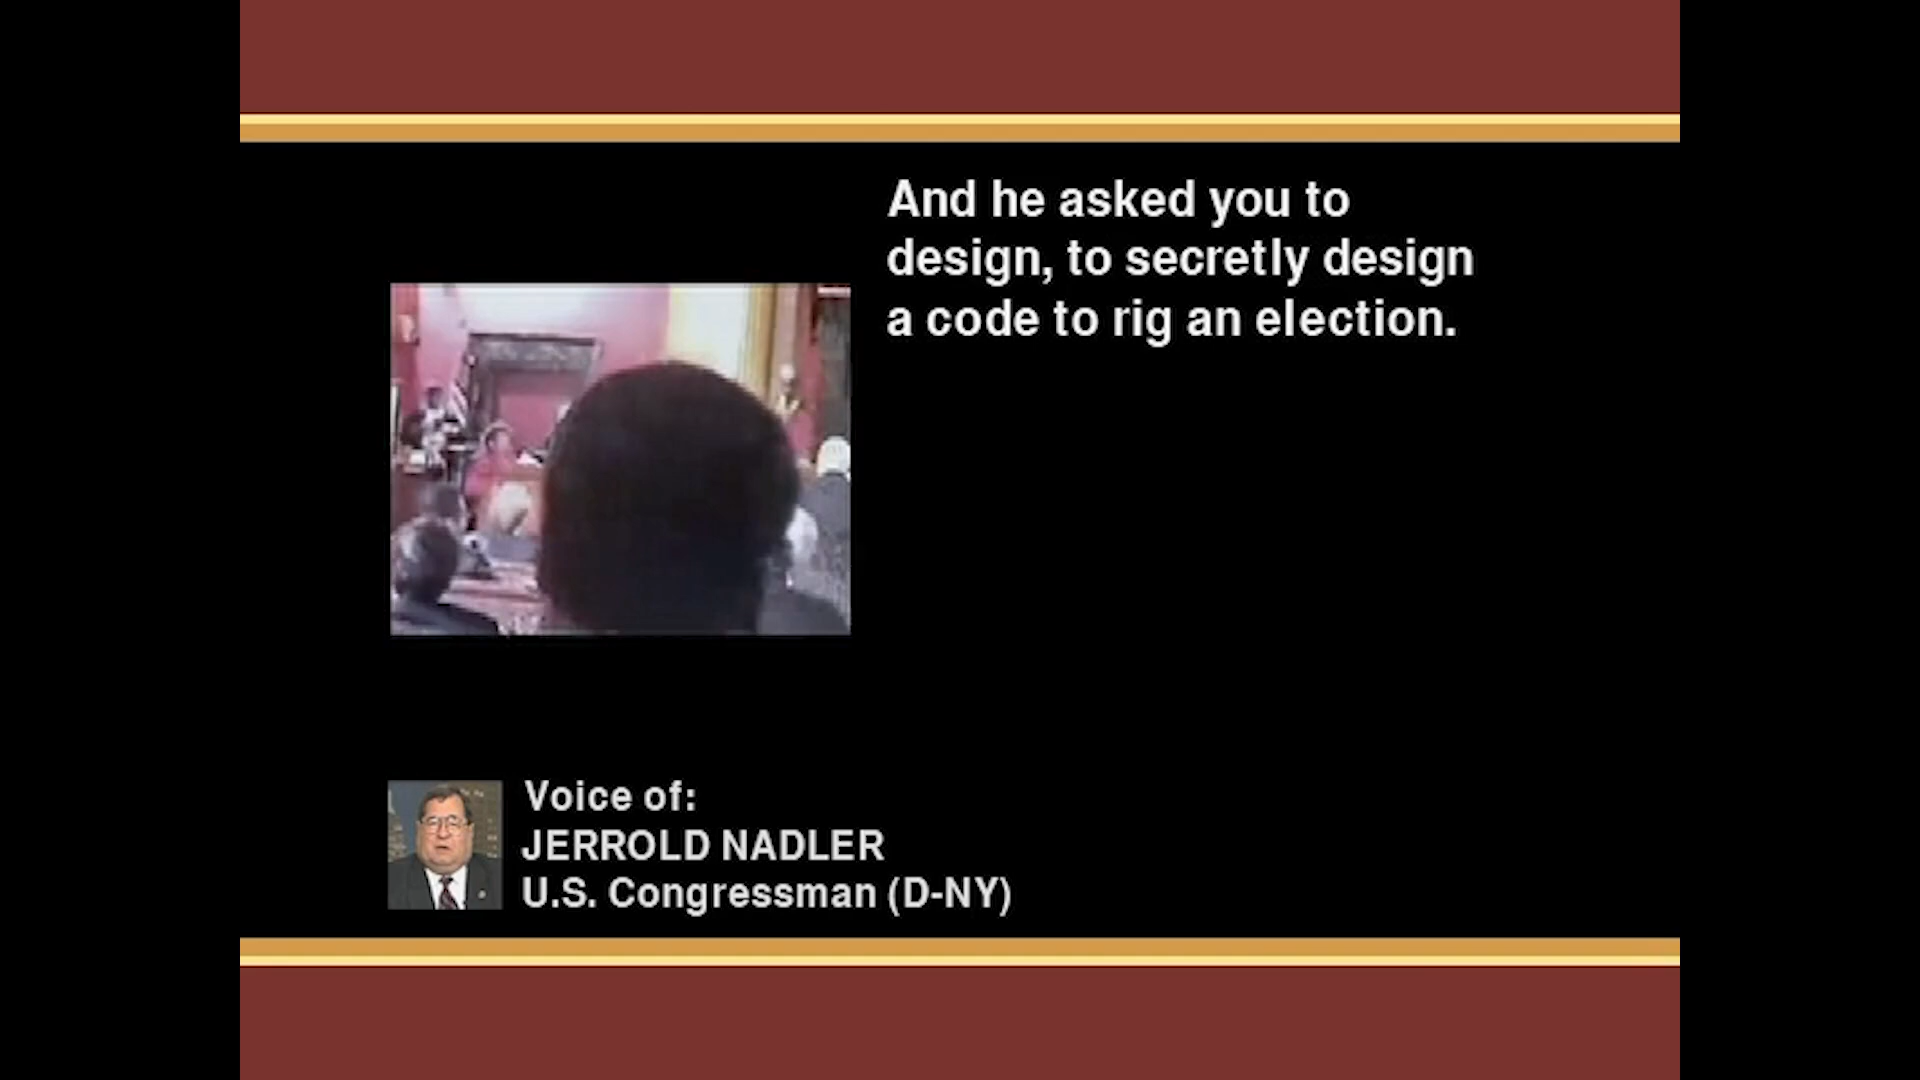 And he asked you to
design, to secretly design
a code to rig an election.
Voice of:
JERROLD NADLER
U.S. Congressman (D-NY)